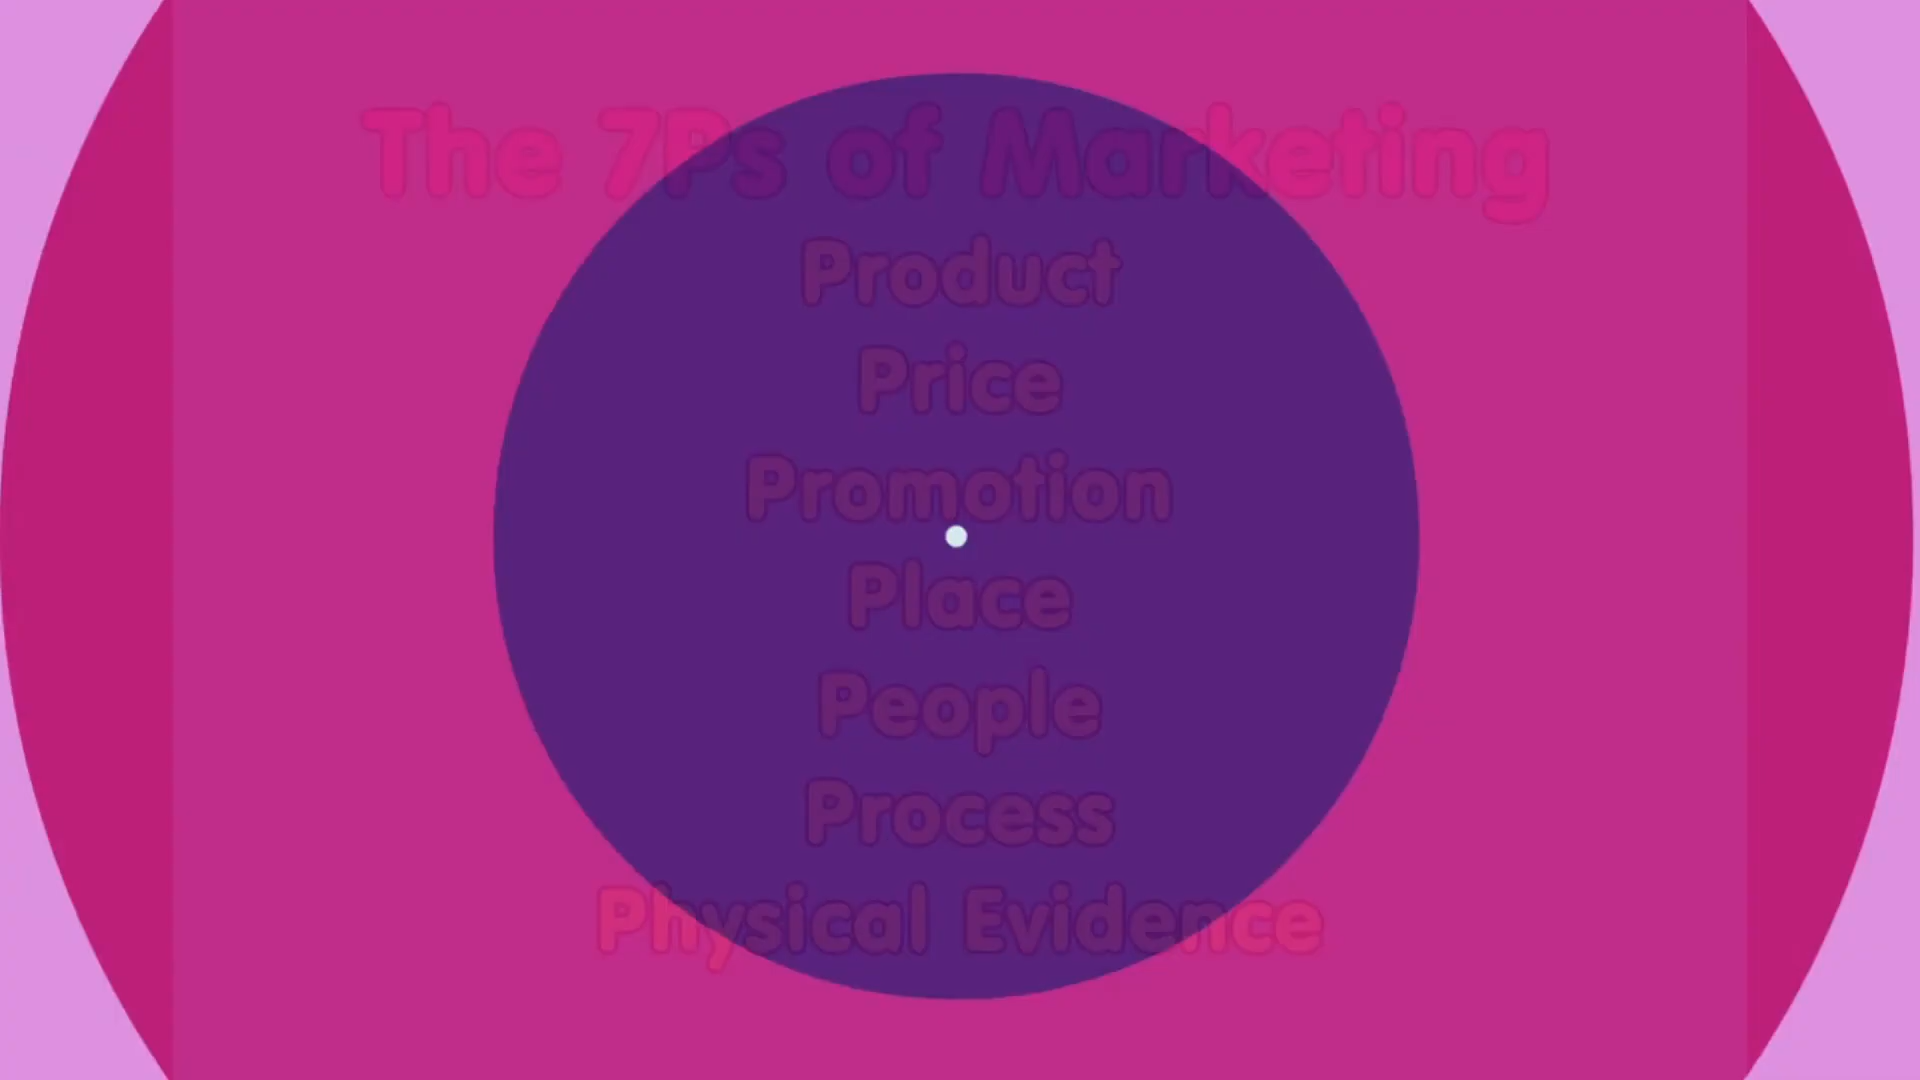 The 7Ps of Marketing
Product
Price
Promotion
Place
People
Process
Physical Evidence